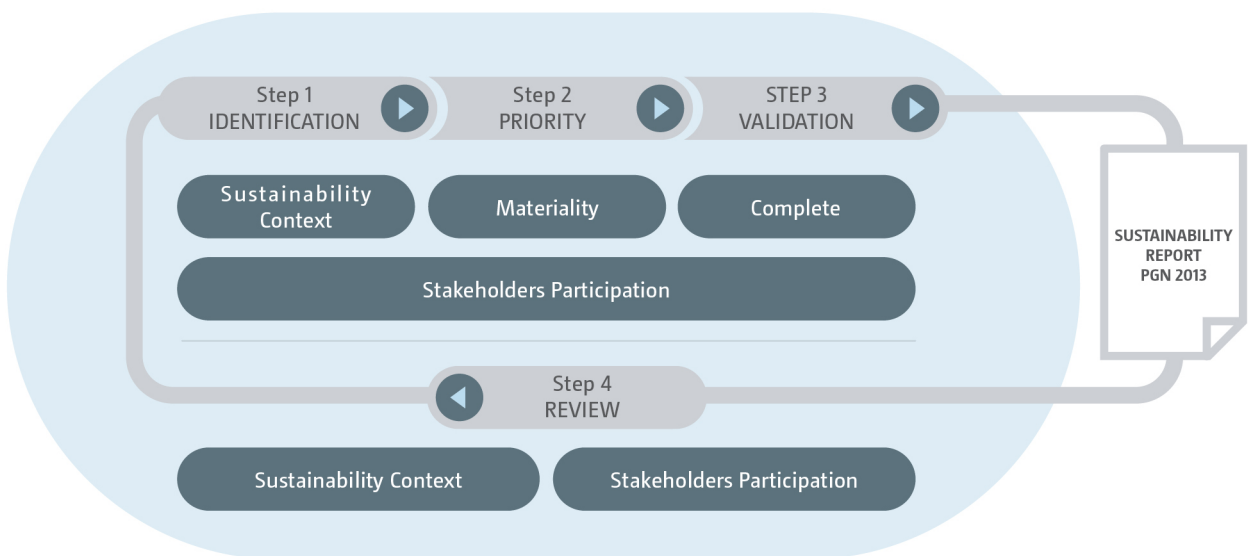 Step 1
IDENTIFICATION
Step 2
PRIORITY
STEP 3
VALIDATION
Sustainability
Context
Materiality
Complete
Stakeholders Participation
SUSTAINABILITY
REPORT
PGN 2013
Step 4
REVIEW
Sustainability Context
Stakeholders Participation